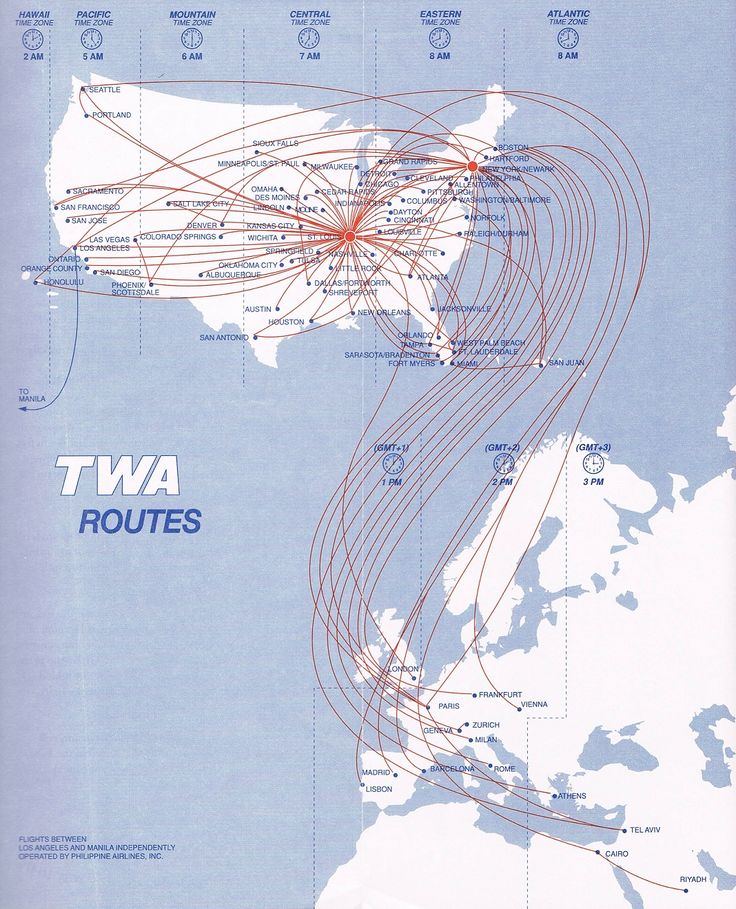 HAWAII
TIME ZONE
2 AM
PACIFIC
TIME ZONE
5 AM
MOUNTAIN
TIME ZONE
6 AM
CENTRAL
TIME ZONE
7 AM
EASTERN
TIME ZONE
8 AM
ATLANTIC
TIME ZONE
8 AM
SEATTLE
PORTLAND
SIOUX FALLS
BOSTON
HARTFORD
NEW YORK/NEWARK
MINNEAPOLIS/ST. PAUL
MILWAUKEE
GRAND RAPIDS
DETROIT
CLEVELAND
PHILADELPHIA
CHICAGO
ALLENTOWN
SACRAMENTO
OMAHA
CEDAR RAPIDS
PITTSBURGH
DES MOINES
INDIANAPOLIS
COLUMBUS
WASHINGTON/BALTIMORE
SAN FRANCISCO
SALT LAKE CITY
LINCOLN
MOLINE
DAYTON
SAN JOSE
DENVER
KANSAS CITY
CINCINNATI
NORFOLK
LAS VEGAS
COLORADO SPRINGS
WICHITA
ST. LOUIS
LOUISVILLE
RALEIGH/DURHAM
LOS ANGELES
SPRINGFIELD
NASHVILLE
CHARLOTTE
ONTARIO
TULSA
OKLAHOMA CITY
LITTLE ROCK
ORANGE COUNTY
SAN DIEGO
ALBUQUERQUE
ATLANTA
HONOLULU
PHOENIX/
SCOTTSDALE
DALLAS/FORTWORTH
SHREVEPORT
AUSTIN
NEW ORLEANS
JACKSONVILLE
HOUSTON
SAN ANTONIO
ORLANDO
TAMPA
WEST PALM BEACH
SARASOTA/BRADENTON
FT. LAUDERDALE
FORT MYERS
MIAMI
SAN JUAN
TO
MANILA
(GMT+1)
1 PM
(GMT+2)
2 PM
(GMT+3)
3 PM
TWA
ROUTES
LONDON
FRANKFURT
PARIS
VIENNA
ZURICH
GENEVA
MILAN
MADRID
BARCELONA
ROME
LISBON
ATHENS
TEL AVIV
CAIRO
RIYADH
FLIGHTS BETWEEN
LOS ANGELES AND MANILA INDEPENDENTLY
OPERATED BY PHILIPPINE AIRLINES, INC.